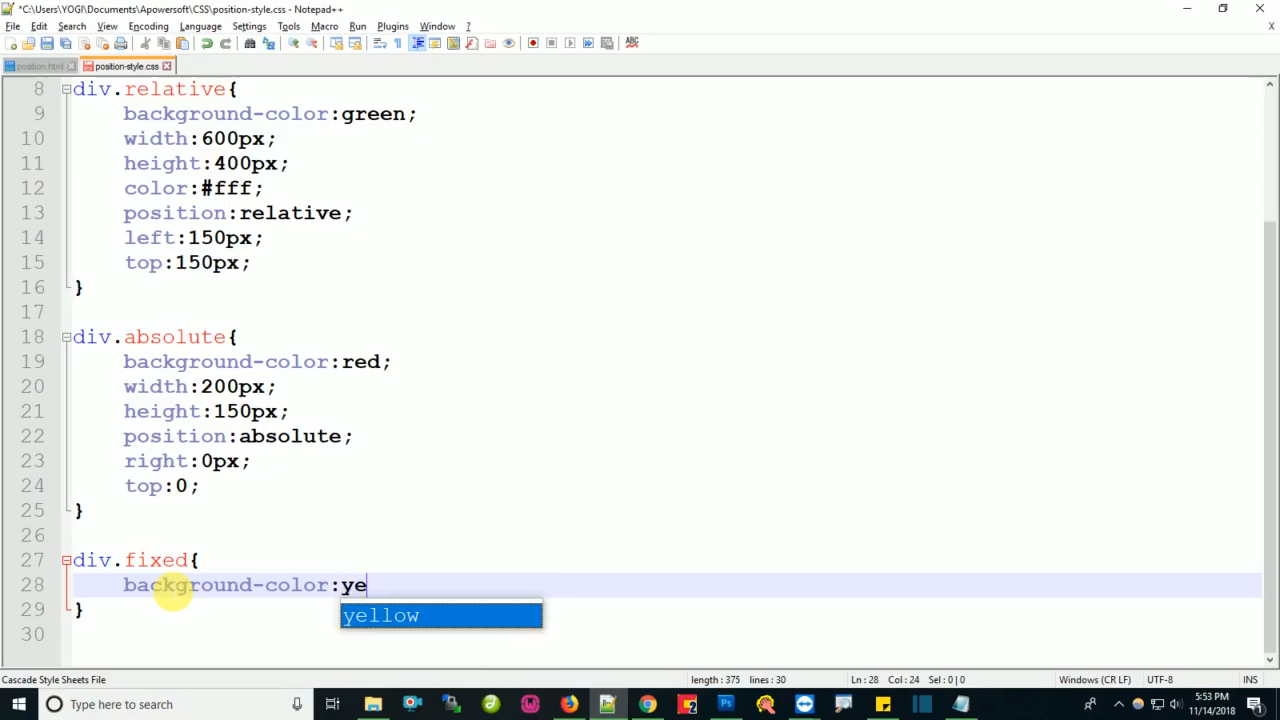 *C:\Users\YOGI\Documents\Apowersoft\CSS\position-style.css - Notepad++
File Edit Search View Encoding Language Settings Tools Macro Run Plugins Window ?
position.html position-style.css
8 div.relative{
9 background-color:green;
10 width:600px;
11 height:400px;
12 color:#fff;
13 position:relative;
14 left:150px;
15 top:150px;
16 }
17
18 div.absolute{
19 background-color:red;
20 width:200px;
21 height:150px;
22 position:absolute;
23 right:0px;
24 top:0;
25 }
26
27 div.fixed{
28 background-color:ye
yellow
29 }
30
Cascade Style Sheets File length : 375 lines : 30 Ln : 28 Col : 24 Sel : 0 | 0 Windows (CR LF) UTF-8 INS
Type here to search
5:53 PM
11/14/2018